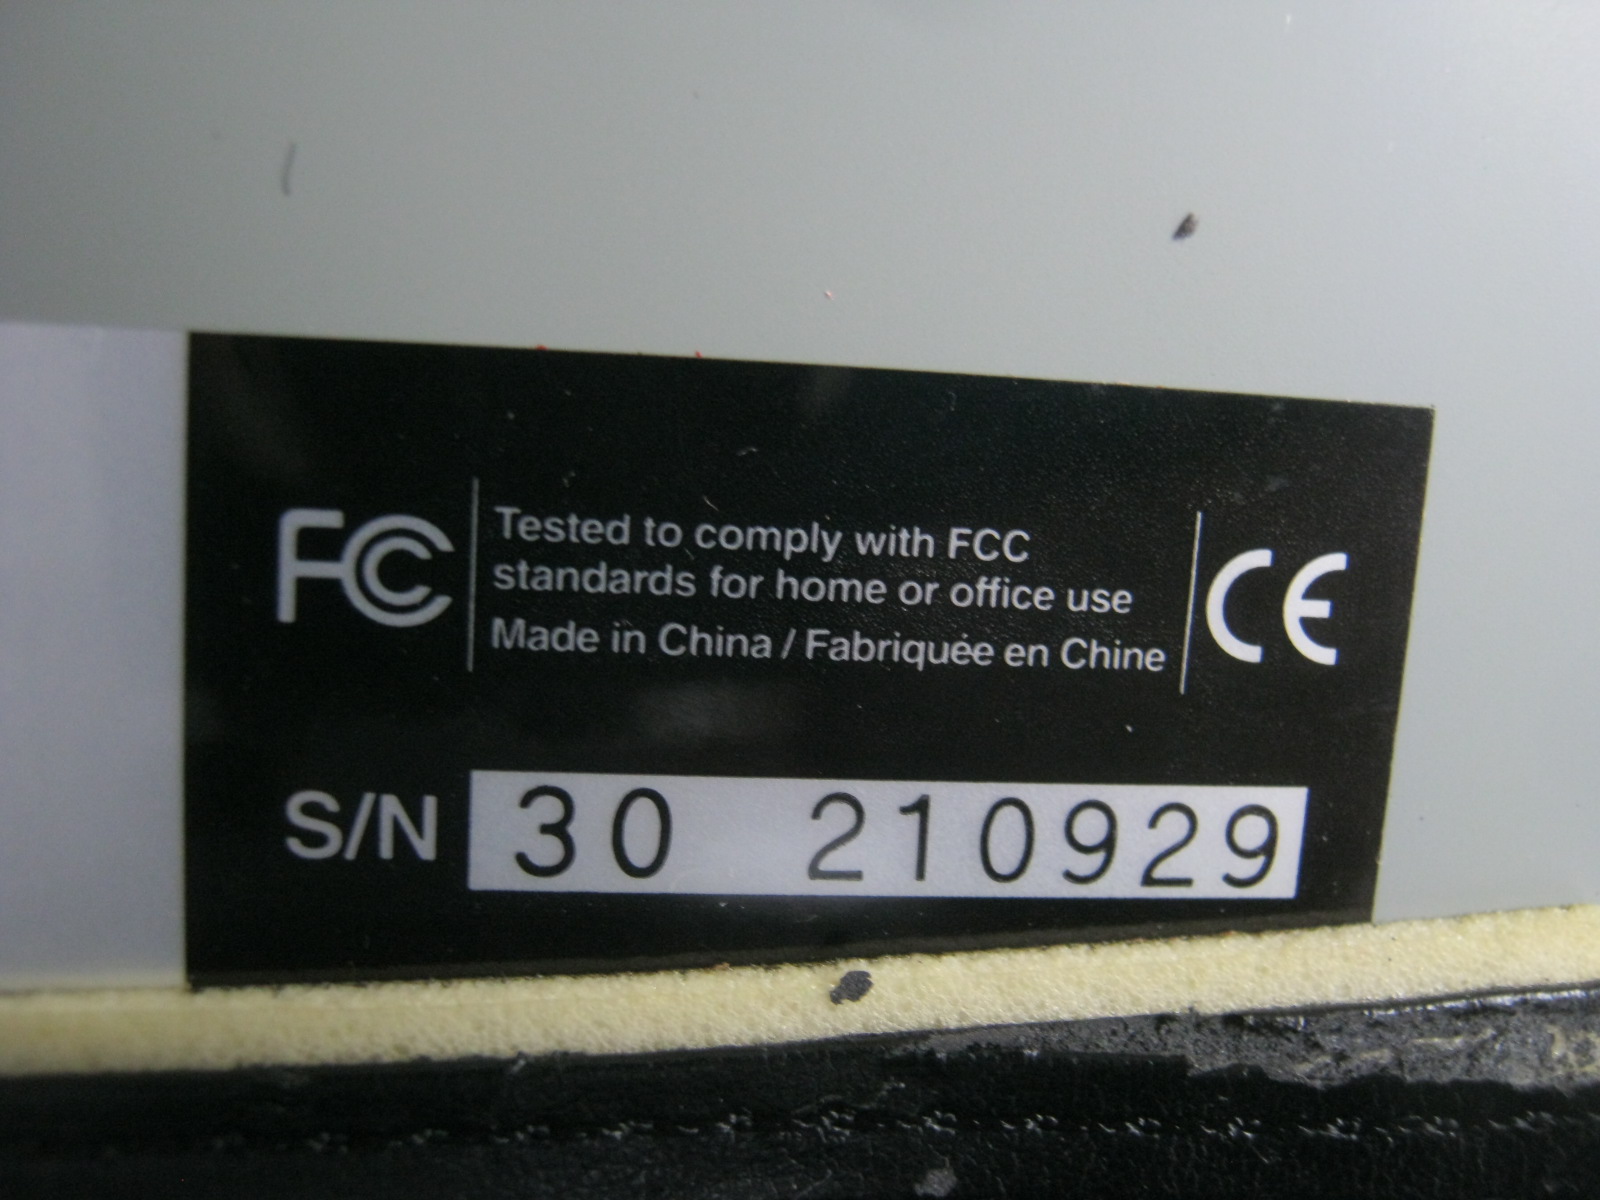 FC
Tested to comply with FCC
standards for home or office use
Made in China / Fabriquée en Chine
CE
S/N 30 210929